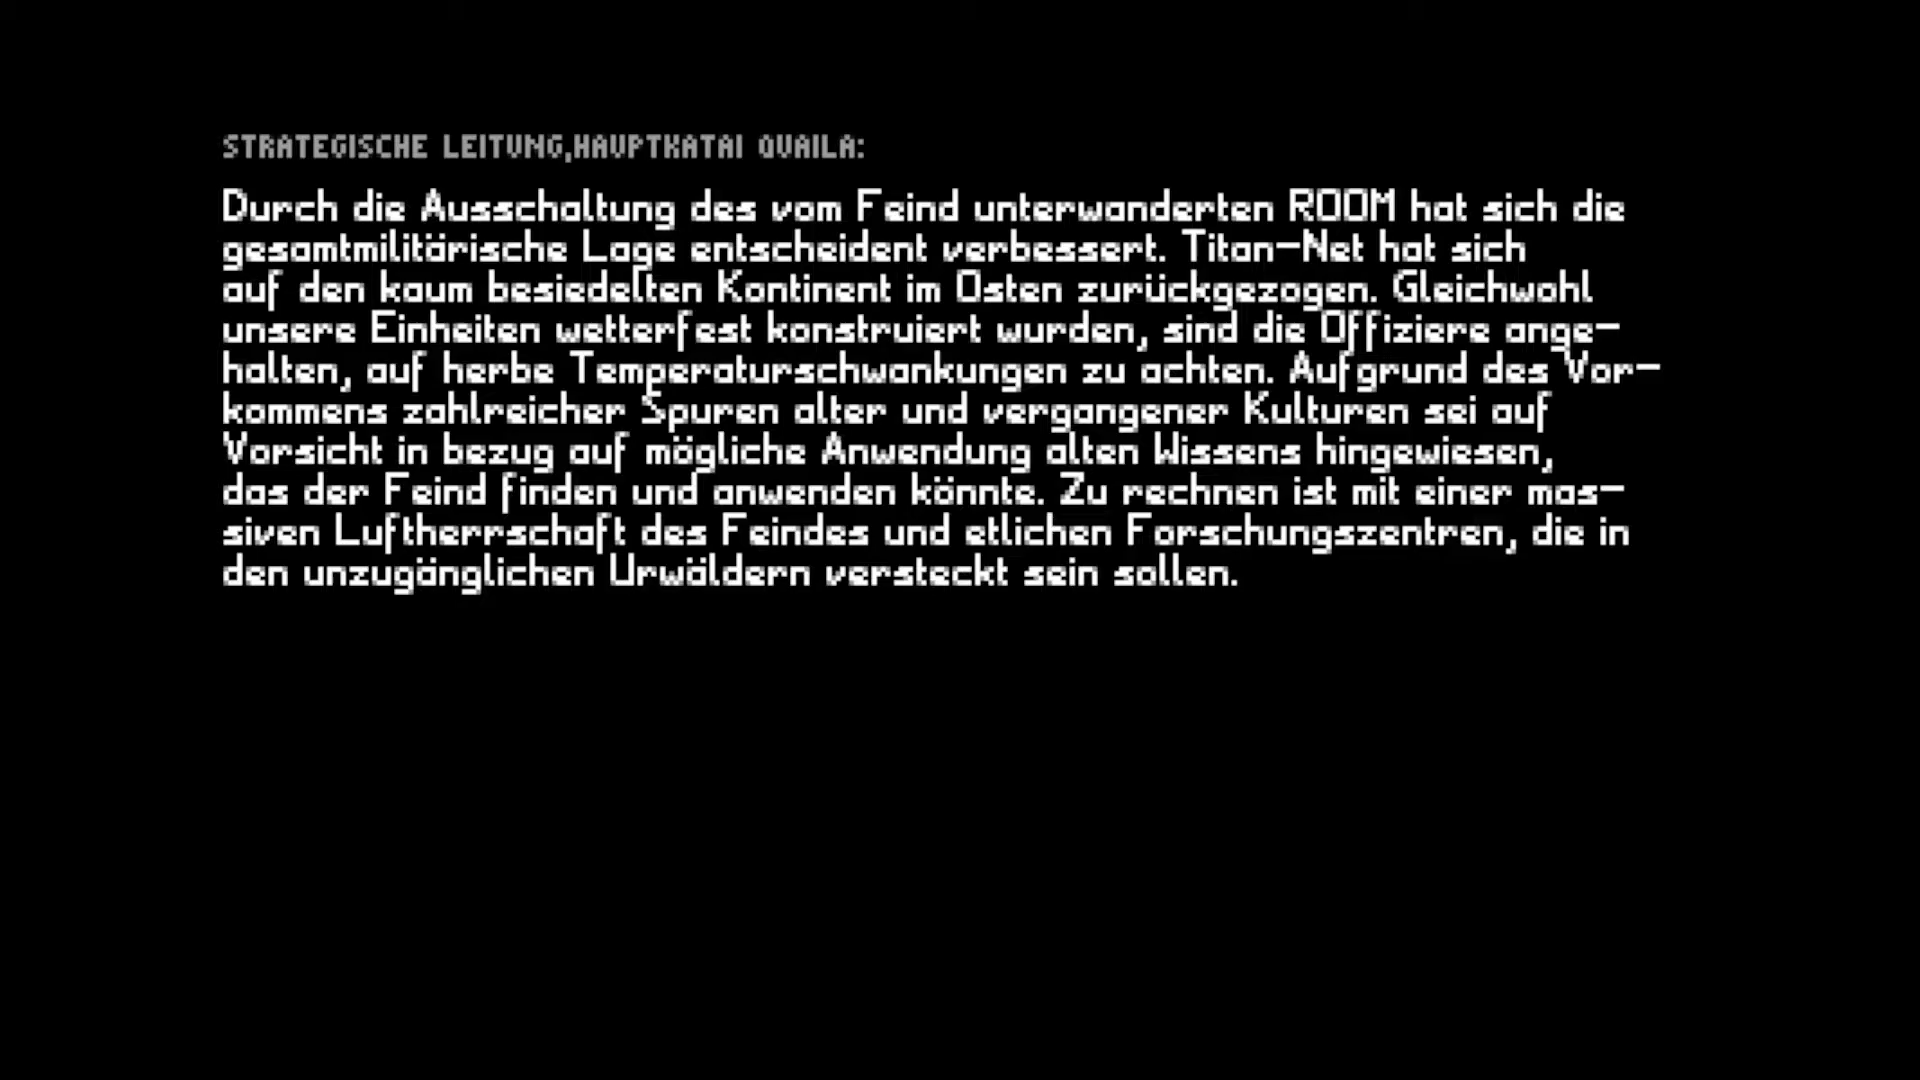 STRATEGISCHE LEITUNG,HAUPTKATAI QUAILA:
Durch die Ausschaltung des vom Feind unterwanderten ROOM hat sich die
gesamtmilitärische Lage entscheident verbessert. Titan-Net hat sich
auf den kaum besiedelten Kontinent im Osten zurückgezogen. Gleichwohl
unsere Einheiten wetterfest konstruiert wurden, sind die Offiziere ange-
halten, auf herbe Temperaturschwankungen zu achten. Aufgrund des Vor-
kommens zahlreicher Spuren alter und vergangener Kulturen sei auf
Vorsicht in bezug auf mögliche Anwendung alten Wissens hingewiesen,
das der Feind finden und anwenden könnte. Zu rechnen ist mit einer mas-
siven Luftherrschaft des Feindes und etlichen Forschungszentren, die in
den unzugänglichen Urwäldern versteckt sein sollen.